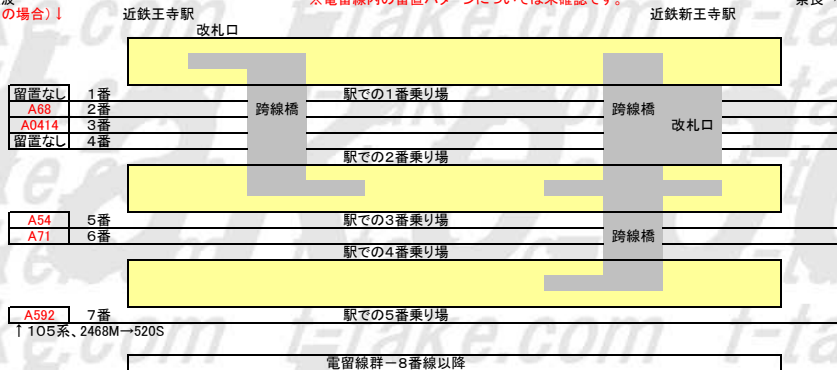 の場合)↓
近鉄王寺駅
※電留線内の留置パターンについては未確認です。
近鉄新王寺駅
改札口
留置なし 1番 駅での1番乗り場
A68 2番 跨線橋 跨線橋
A0414 3番 改札口
留置なし 4番
駅での2番乗り場
A54 5番 駅での3番乗り場
A71 6番 跨線橋
駅での4番乗り場
A592 7番 駅での5番乗り場
↑105系、2468M→520S
電留線群-8番線以降